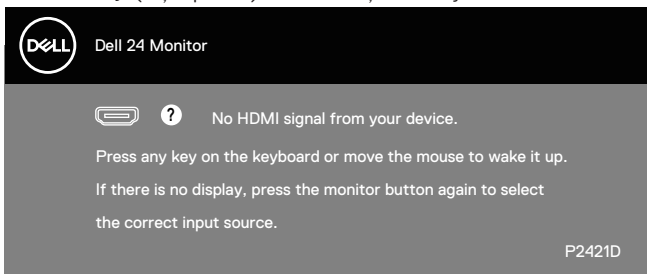 DELL
Dell 24 Monitor
? No HDMI signal from your device.
Press any key on the keyboard or move the mouse to wake it up.
If there is no display, press the monitor button again to select
the correct input source.
P2421D